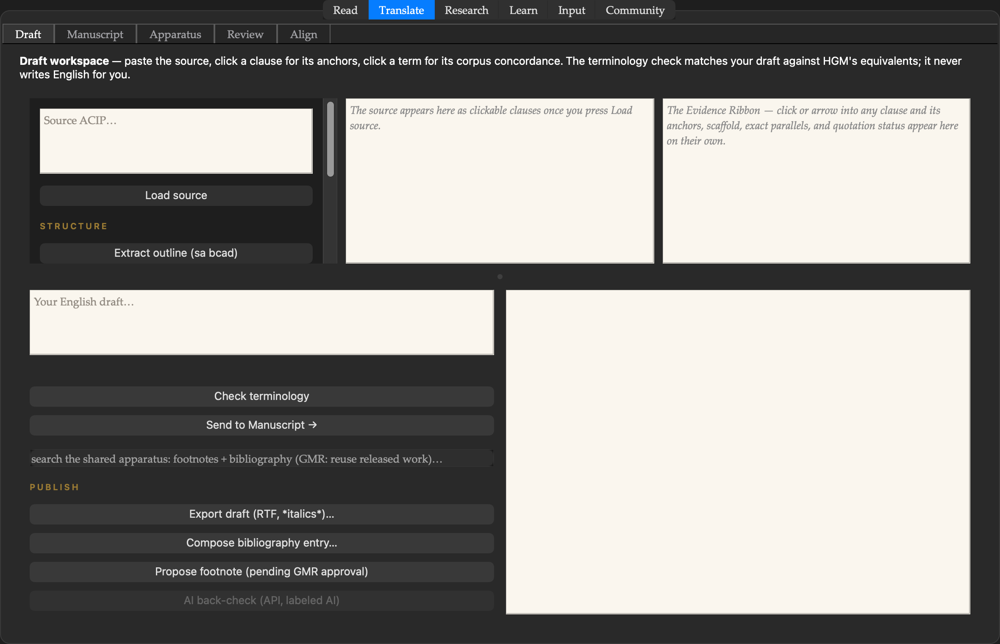 Read Translate Research Learn Input Community
Draft Manuscript Apparatus Review Align
Draft workspace — paste the source, click a clause for its anchors, click a term for its corpus concordance. The terminology check matches your draft against HGM's equivalents; it never
writes English for you.
Source ACIP…
Load source
STRUCTURE
Extract outline (sa bcad)
The source appears here as clickable clauses once you press Load
source.
The Evidence Ribbon — click or arrow into any clause and its
anchors, scaffold, exact parallels, and quotation status appear here
on their own.
Your English draft…
Check terminology
Send to Manuscript →
search the shared apparatus: footnotes + bibliography (GMR: reuse released work)…
PUBLISH
Export draft (RTF, *italics*)…
Compose bibliography entry…
Propose footnote (pending GMR approval)
AI back-check (API, labeled AI)